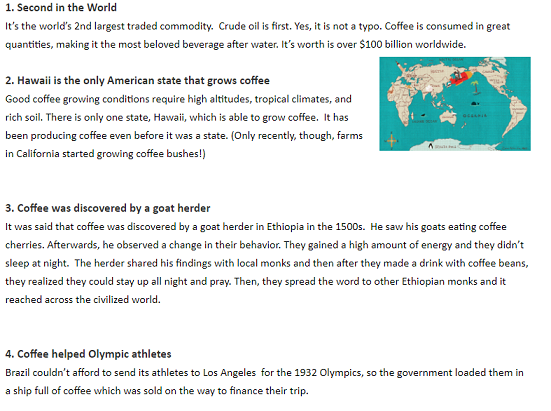 1. Second in the World
It's the world's 2nd largest traded commodity.  Crude oil is first. Yes, it is not a typo. Coffee is consumed in great
quantities, making it the most beloved beverage after water. It's worth is over $100 billion worldwide.
2. Hawaii is the only American state that grows coffee
Good coffee growing conditions require high altitudes, tropical climates, and
rich soil. There is only one state, Hawaii, which is able to grow coffee.  It has
been producing coffee even before it was a state. (Only recently, though, farms
in California started growing coffee bushes!)
3. Coffee was discovered by a goat herder
It was said that coffee was discovered by a goat herder in Ethiopia in the 1500s.  He saw his goats eating coffee
cherries. Afterwards, he observed a change in their behavior. They gained a high amount of energy and they didn't
sleep at night.  The herder shared his findings with local monks and then after they made a drink with coffee beans,
they realized they could stay up all night and pray. Then, they spread the word to other Ethiopian monks and it
reached across the civilized world.
4. Coffee helped Olympic athletes
Brazil couldn't afford to send its athletes to Los Angeles  for the 1932 Olympics, so the government loaded them in
a ship full of coffee which was sold on the way to finance their trip.